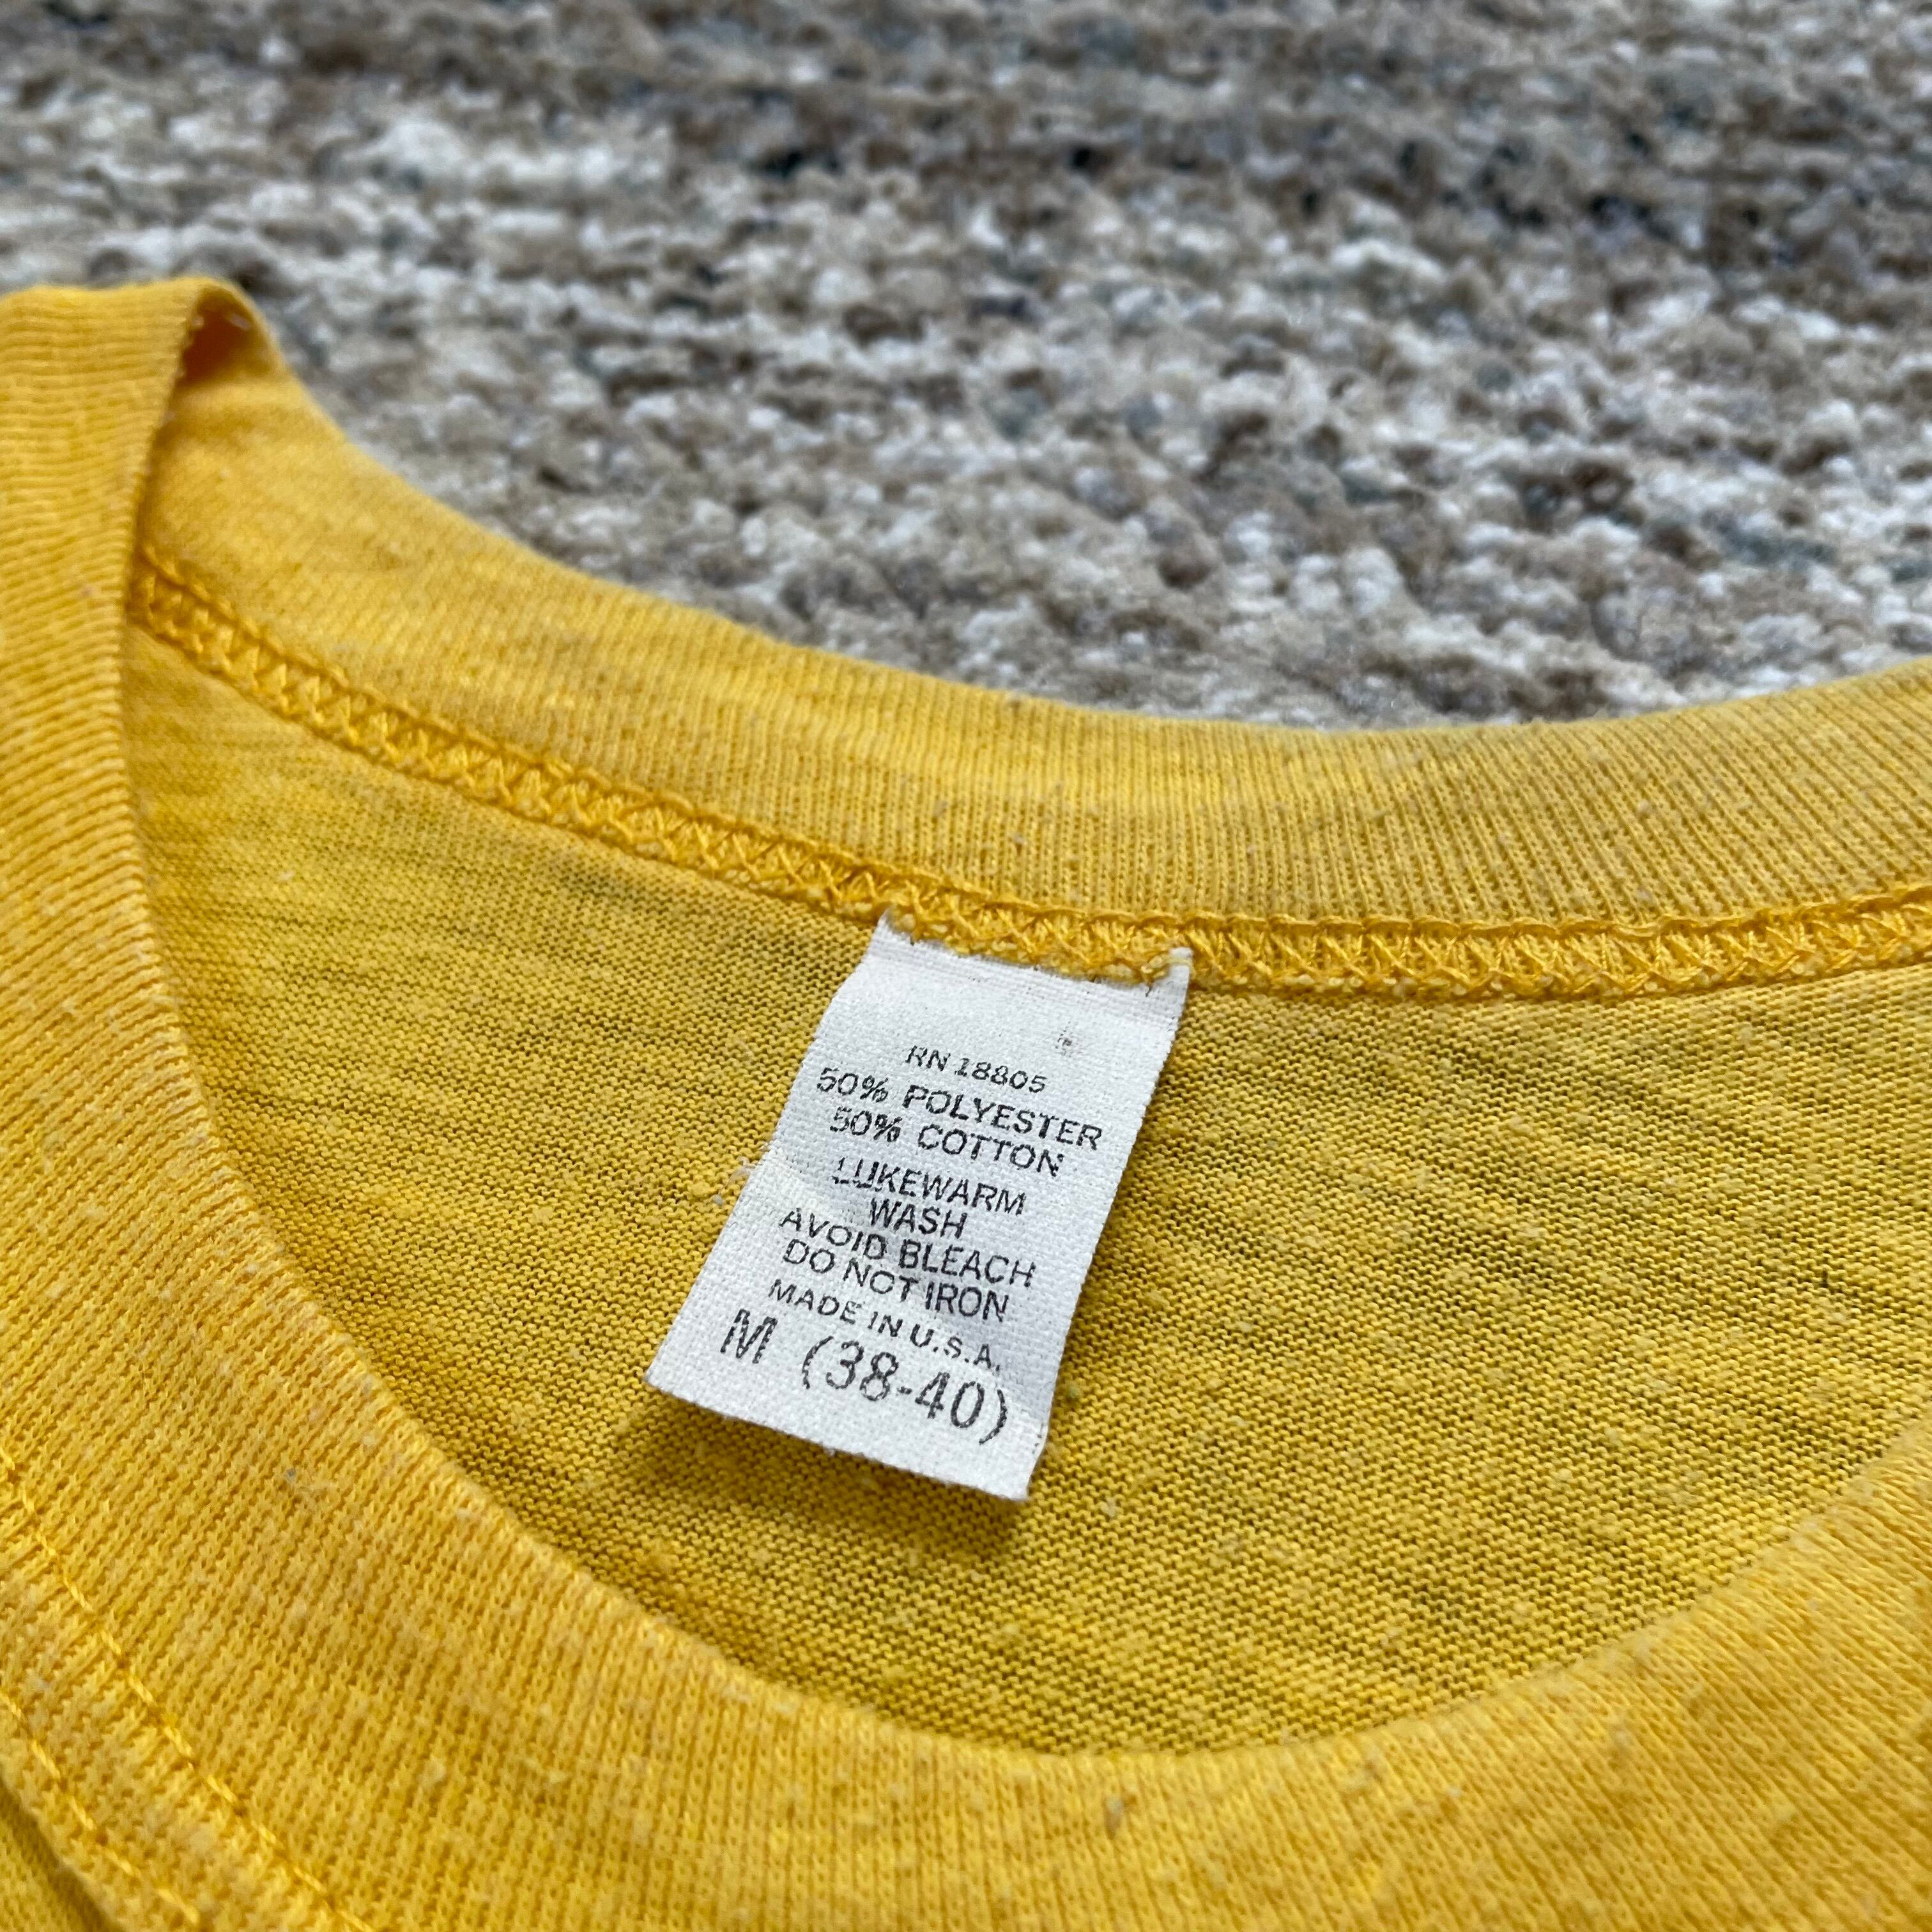 RN 18805
50% POLYESTER
50% COTTON
LUKEWARM
WASH
AVOID BLEACH
DO NOT IRON
MADE IN U.S.A.
M (38-40)